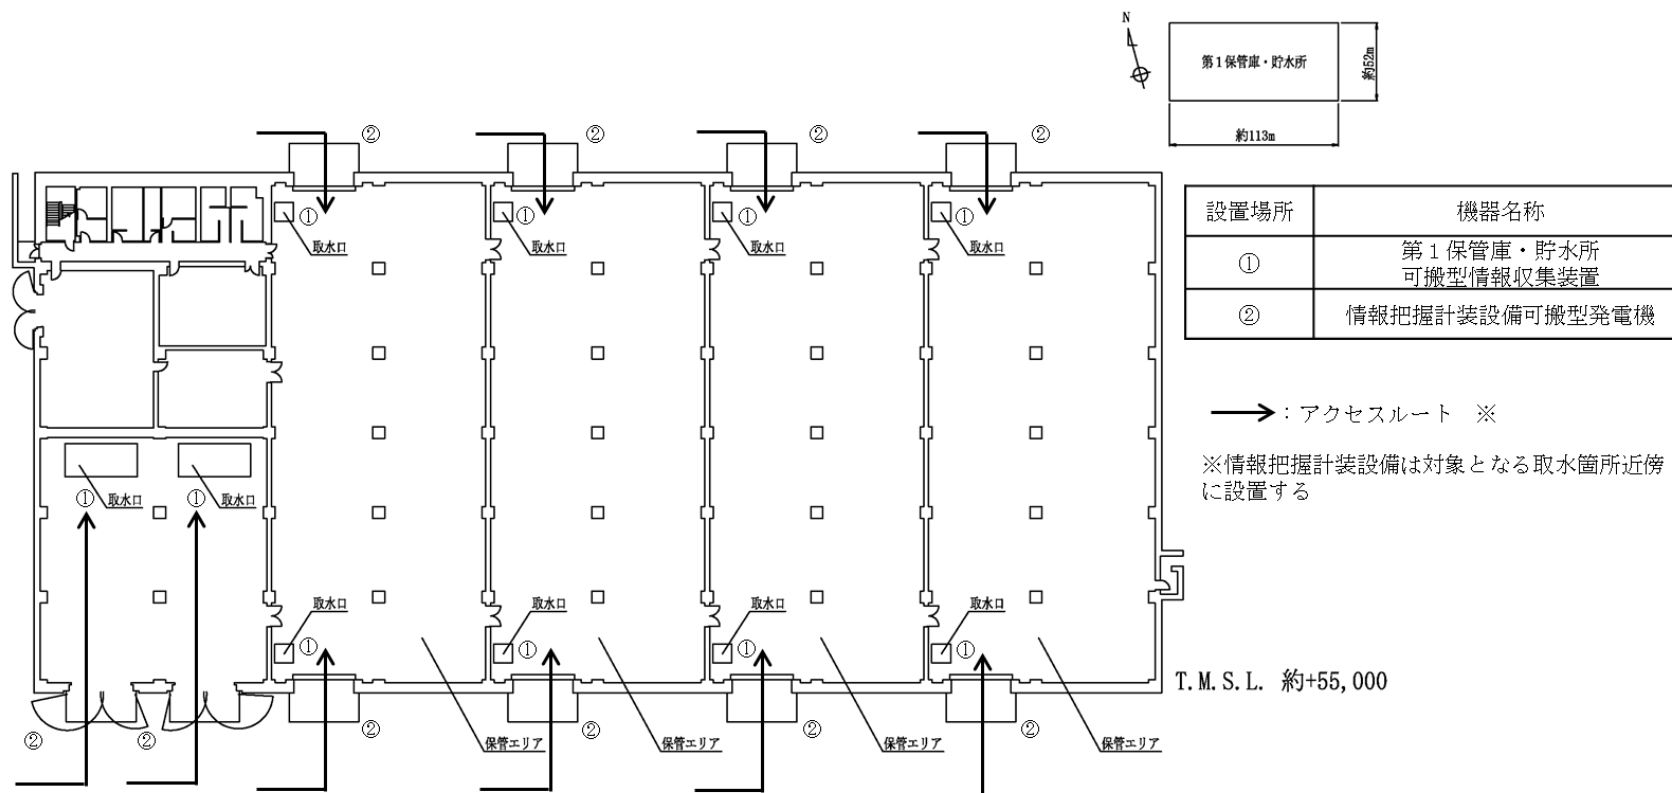 N
第1保管庫・貯水所
約52m
約113m
② ② ② ②
① ① ① ①
取水口 取水口 取水口 取水口
設置場所 機器名称
① 第1保管庫・貯水所
可搬型情報収集装置
② 情報把握計装設備可搬型発電機
:アクセスルート ※
※情報把握計装設備は対象となる取水箇所近傍
に設置する
① 取水口 ① 取水口
取水口 取水口 取水口 取水口
① ① ① ①
T.M.S.L. 約+55,000
② ② ② ② ② ②
保管エリア 保管エリア 保管エリア 保管エリア